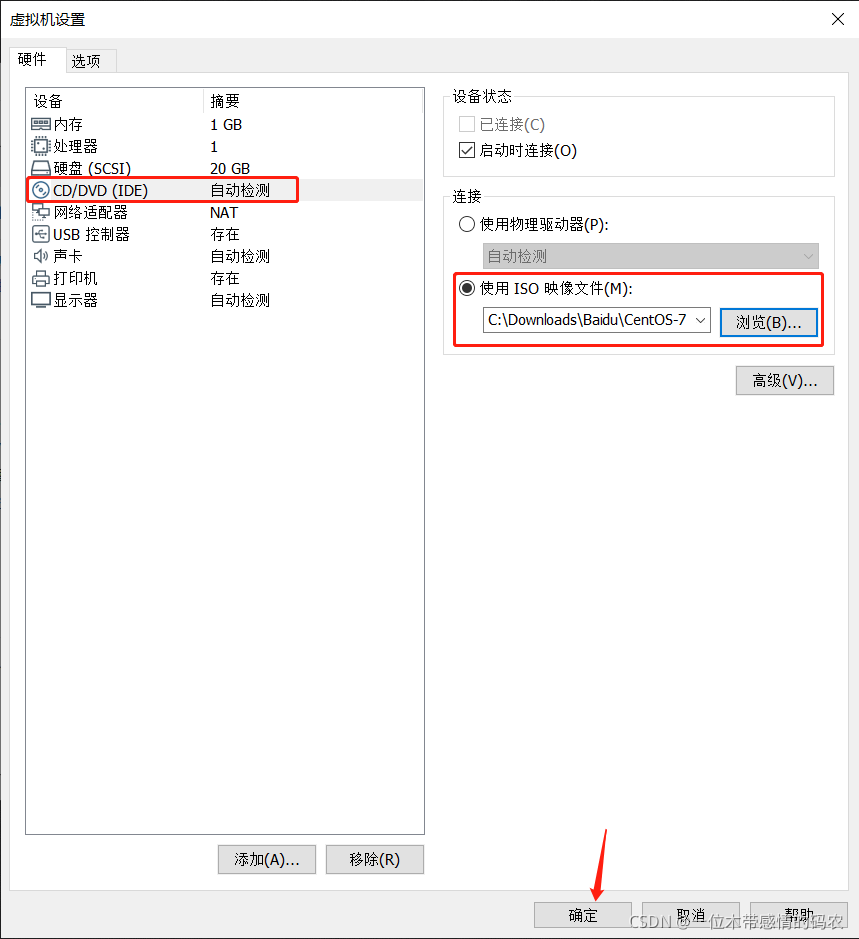 虚拟机设置
硬件 选项
设备 摘要
内存 1 GB
处理器 1
硬盘 (SCSI) 20 GB
CD/DVD (IDE) 自动检测
网络适配器 NAT
USB 控制器 存在
声卡 自动检测
打印机 存在
显示器 自动检测
添加(A)... 移除(R)
设备状态
已连接(C)
启动时连接(O)
连接
使用物理驱动器(P):
自动检测
使用 ISO 映像文件(M):
C:\Downloads\Baidu\CentOS-7 浏览(B)...
高级(V)...
确定 取消 帮助
CSDN @一位木带感情的码农